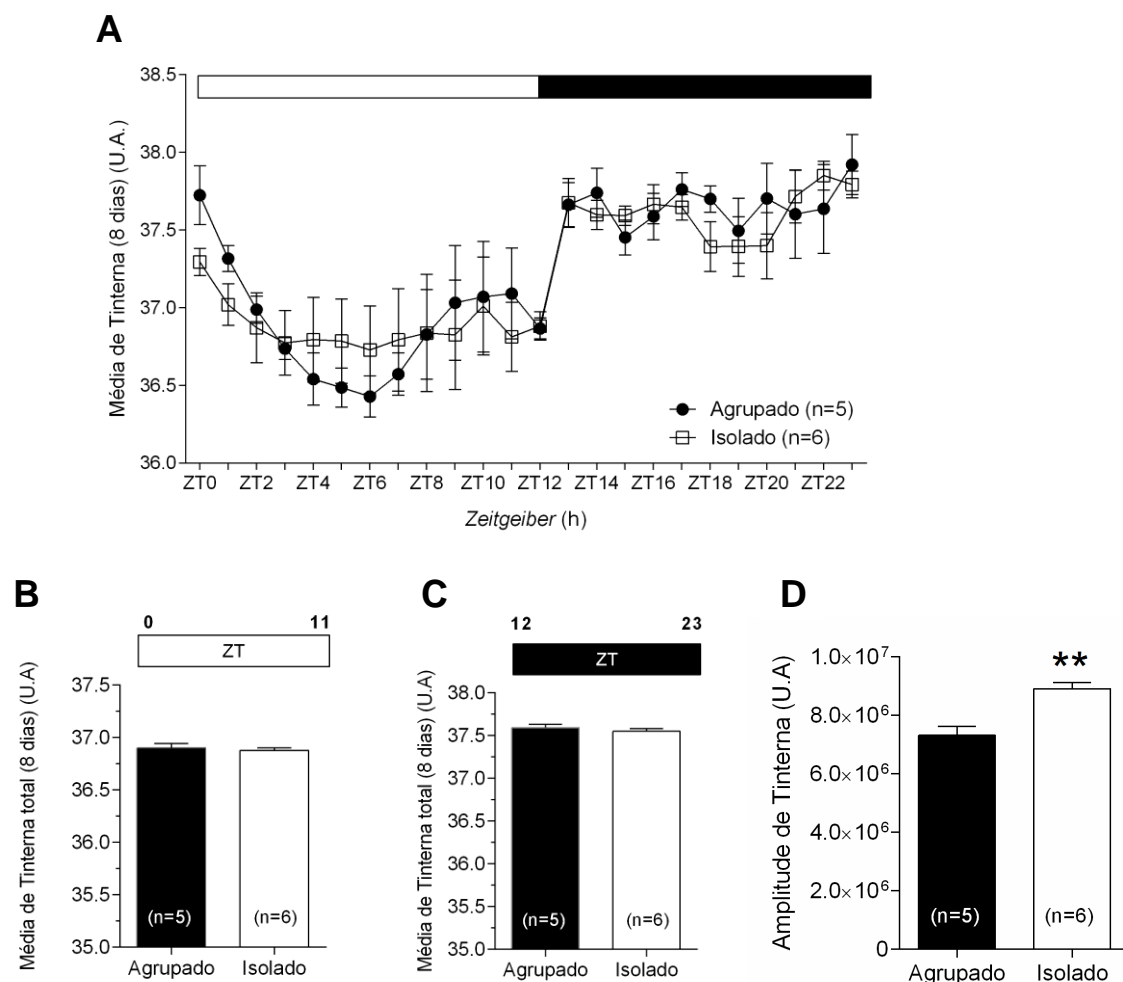 A
Média de Tinterna (8 dias) (U.A.)
38.5
38.0
37.5
37.0
36.5
36.0
Agrupado (n=5)
Isolado (n=6)
ZT0 ZT2 ZT4 ZT6 ZT8 ZT10 ZT12 ZT14 ZT16 ZT18 ZT20 ZT22
Zeitgeiber (h)
B
0 11
ZT
Média de Tinterna total (8 dias) (U.A)
37.5
37.0
36.5
36.0
35.5
35.0
(n=5) (n=6)
Agrupado Isolado
C
12 23
ZT
Média de Tinterna total (8 dias) (U.A)
38.0
37.5
37.0
36.5
36.0
35.5
35.0
(n=5) (n=6)
Agrupado Isolado
D
Amplitude de Tinterna (U.A)
1.0×10⁷
8.0×10⁶
6.0×10⁶
4.0×10⁶
2.0×10⁶
0
**
(n=5) (n=6)
Agrupado Isolado